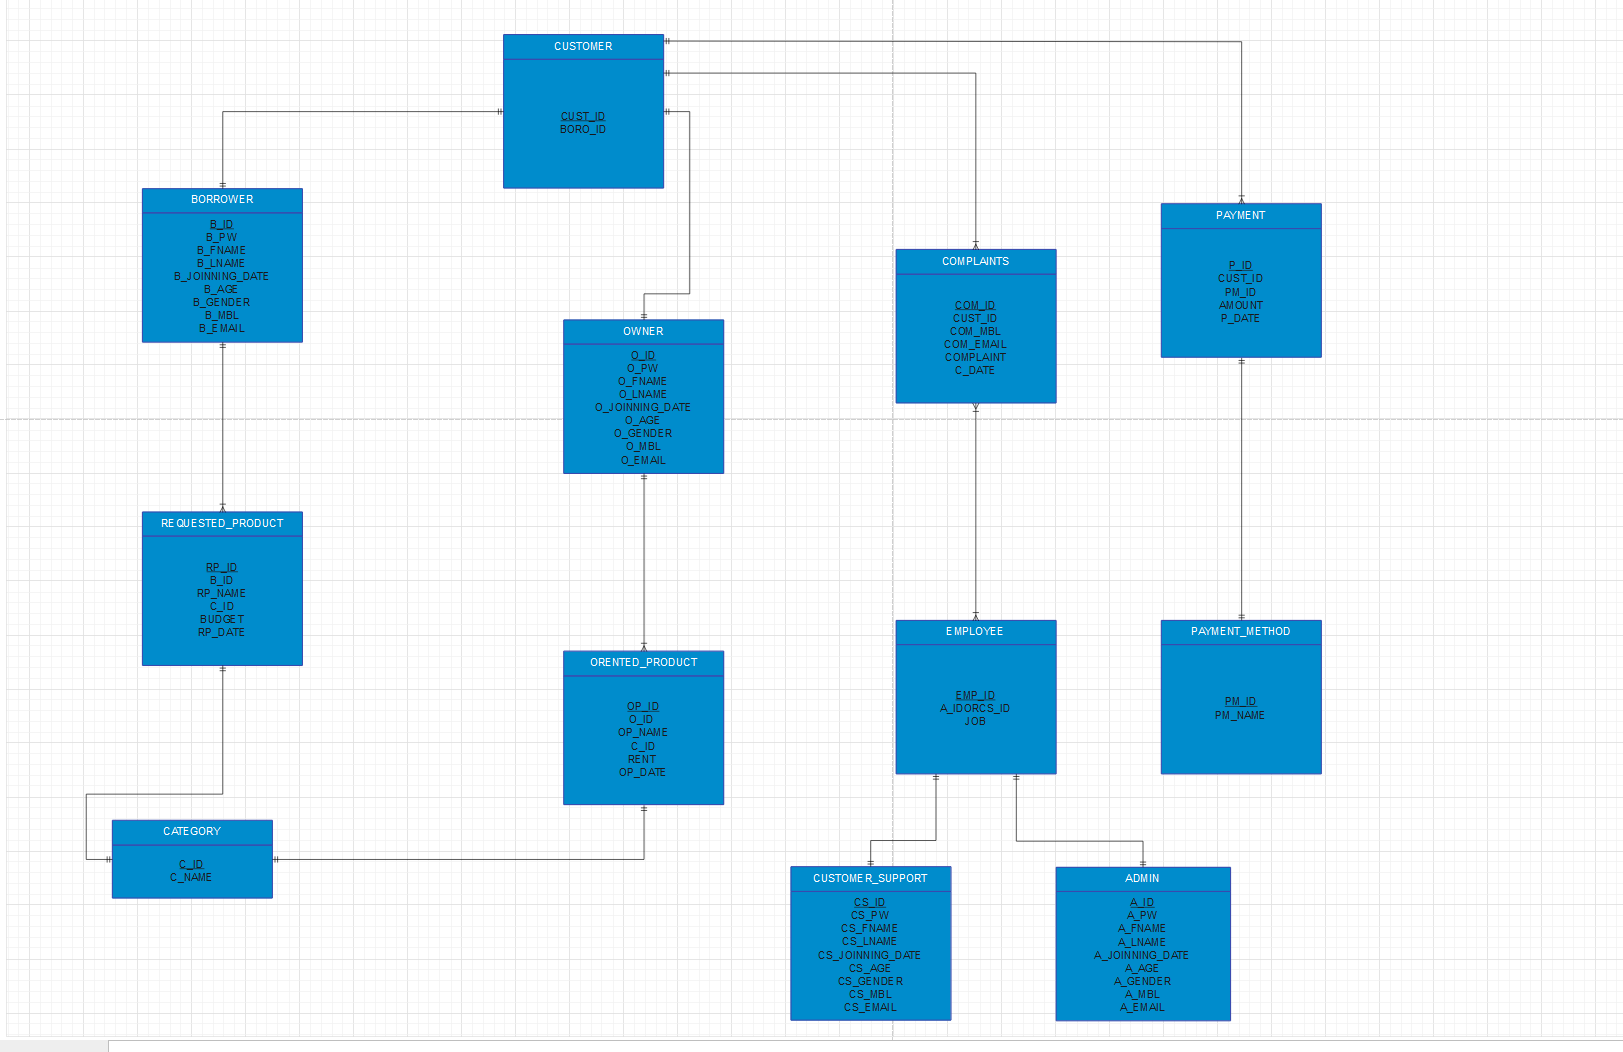 CUSTOMER
CUST_ID
BORO_ID
BORROWER
B_ID
B_PW
B_FNAME
B_LNAME
B_JOINNING_DATE
B_AGE
B_GENDER
B_MBL
B_EMAIL
PAYMENT
P_ID
CUST_ID
PM_ID
AMOUNT
P_DATE
COMPLAINTS
COM_ID
CUST_ID
COM_MBL
COM_EMAIL
COMPLAINT
C_DATE
OWNER
O_ID
O_PW
O_FNAME
O_LNAME
O_JOINNING_DATE
O_AGE
O_GENDER
O_MBL
O_EMAIL
REQUESTED_PRODUCT
RP_ID
B_ID
RP_NAME
C_ID
BUDGET
RP_DATE
ORENTED_PRODUCT
OP_ID
O_ID
OP_NAME
C_ID
RENT
OP_DATE
EMPLOYEE
EMP_ID
A_IDORCS_ID
JOB
PAYMENT_METHOD
PM_ID
PM_NAME
CATEGORY
C_ID
C_NAME
CUSTOMER_SUPPORT
CS_ID
CS_PW
CS_FNAME
CS_LNAME
CS_JOINNING_DATE
CS_AGE
CS_GENDER
CS_MBL
CS_EMAIL
ADMIN
A_ID
A_PW
A_FNAME
A_LNAME
A_JOINNING_DATE
A_AGE
A_GENDER
A_MBL
A_EMAIL